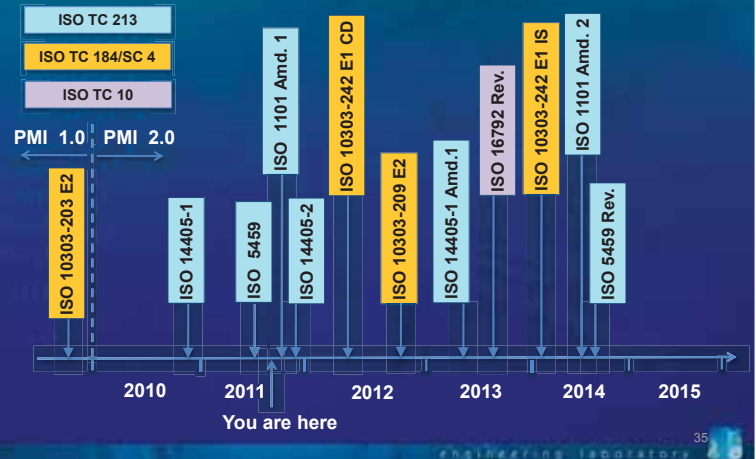 ISO TC 213
ISO TC 184/SC 4
ISO TC 10
PMI 1.0
PMI 2.0
ISO 10303-203 E2
ISO 14405-1
ISO 5459
ISO 1101 Amd. 1
ISO 14405-2
ISO 10303-242 E1 CD
ISO 10303-209 E2
ISO 14405-1 Amd.1
ISO 16792 Rev.
ISO 10303-242 E1 IS
ISO 1101 Amd. 2
ISO 5459 Rev.
2010
2011
2012
2013
2014
2015
You are here
35
engineering laboratory